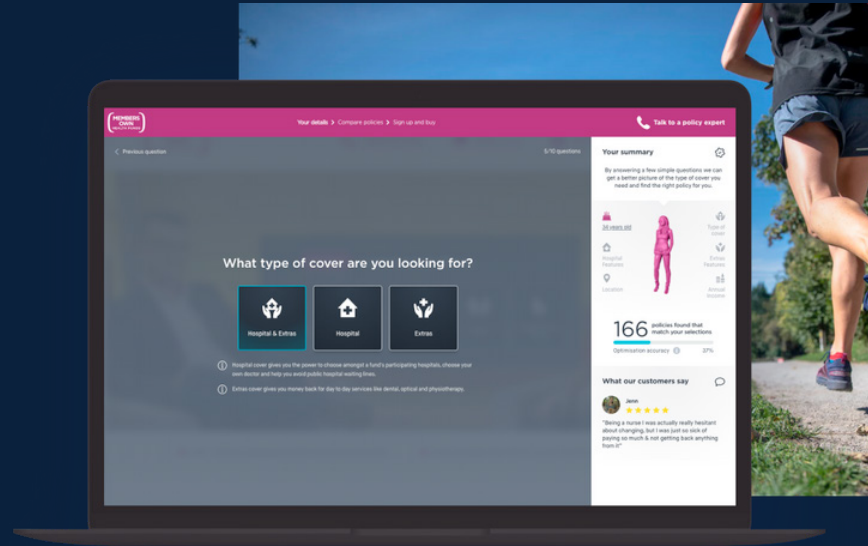 MEMBERS
OWN
HEALTH FUNDS
Your details > Compare policies > Sign up and buy
Talk to a policy expert
< Previous question
5/10 questions
What type of cover are you looking for?
Hospital & Extras
Hospital
Extras
Hospital cover gives you the power to choose amongst a fund's participating hospitals, choose your
own doctor and help you avoid public hospital waiting lines.
Extras cover gives you money back for day to day services like dental, optical and physiotherapy.
Your summary
By answering a few simple questions we can
get a better picture of the type of cover you
need and find the right policy for you.
34 years old
Type of
cover
Hospital
Features
Extras
Features
Location
Annual
Income
166 policies found that
match your selections
Optimisation accuracy
37%
What our customers say
Jenn
"Being a nurse I was actually really hesitant
about changing, but I was just so sick of
paying so much & not getting back anything
from it"